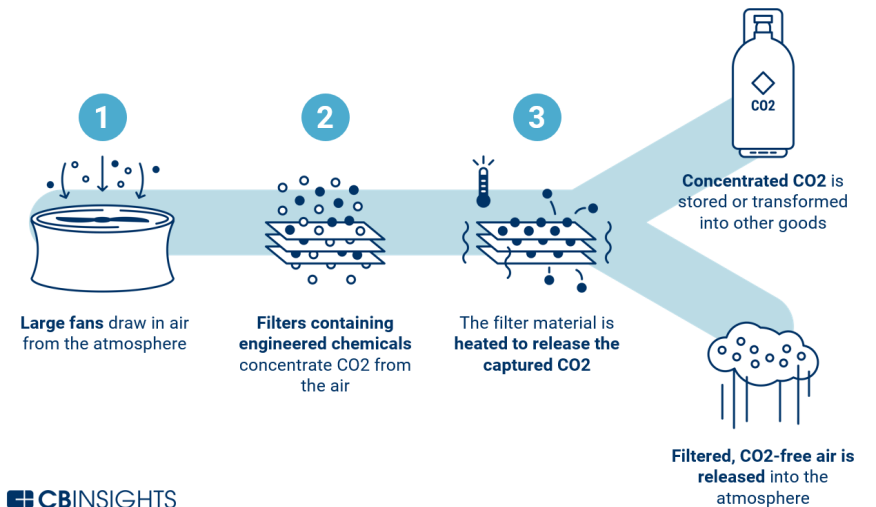 1
2
3
CO2
Large fans draw in air
from the atmosphere
Filters containing
engineered chemicals
concentrate CO2 from
the air
The filter material is
heated to release the
captured CO2
Concentrated CO2 is
stored or transformed
into other goods
Filtered, CO2-free air is
released into the
atmosphere
CBINSIGHTS